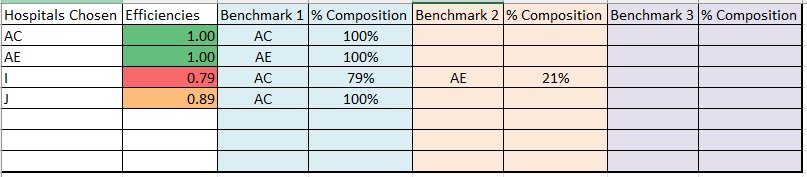 Hospitals Chosen Efficiencies Benchmark 1 % Composition Benchmark 2 % Composition Benchmark 3 % Composition
AC 1.00 AC 100%
AE 1.00 AE 100%
I 0.79 AC 79% AE 21%
J 0.89 AC 100%